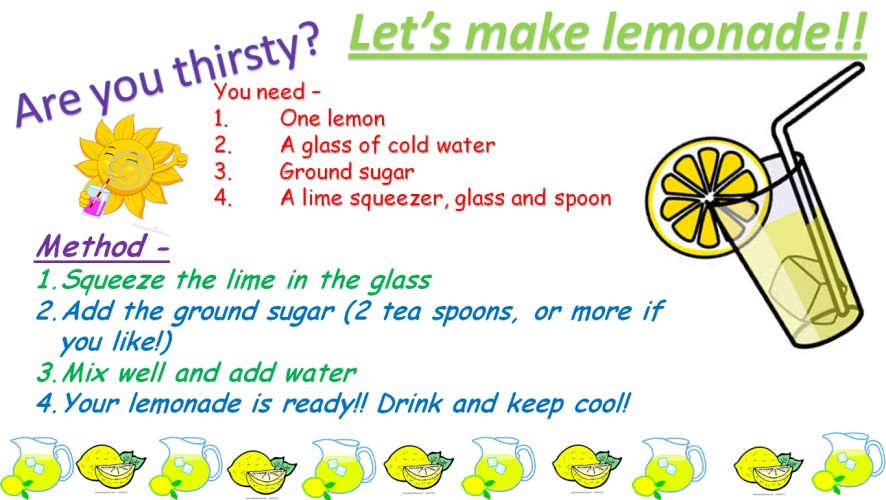 Are you thirsty?
Let's make lemonade!!
You need –
1. One lemon
2. A glass of cold water
3. Ground sugar
4. A lime squeezer, glass and spoon
Method -
1.Squeeze the lime in the glass
2.Add the ground sugar (2 tea spoons, or more if
you like!)
3.Mix well and add water
4.Your lemonade is ready!! Drink and keep cool!